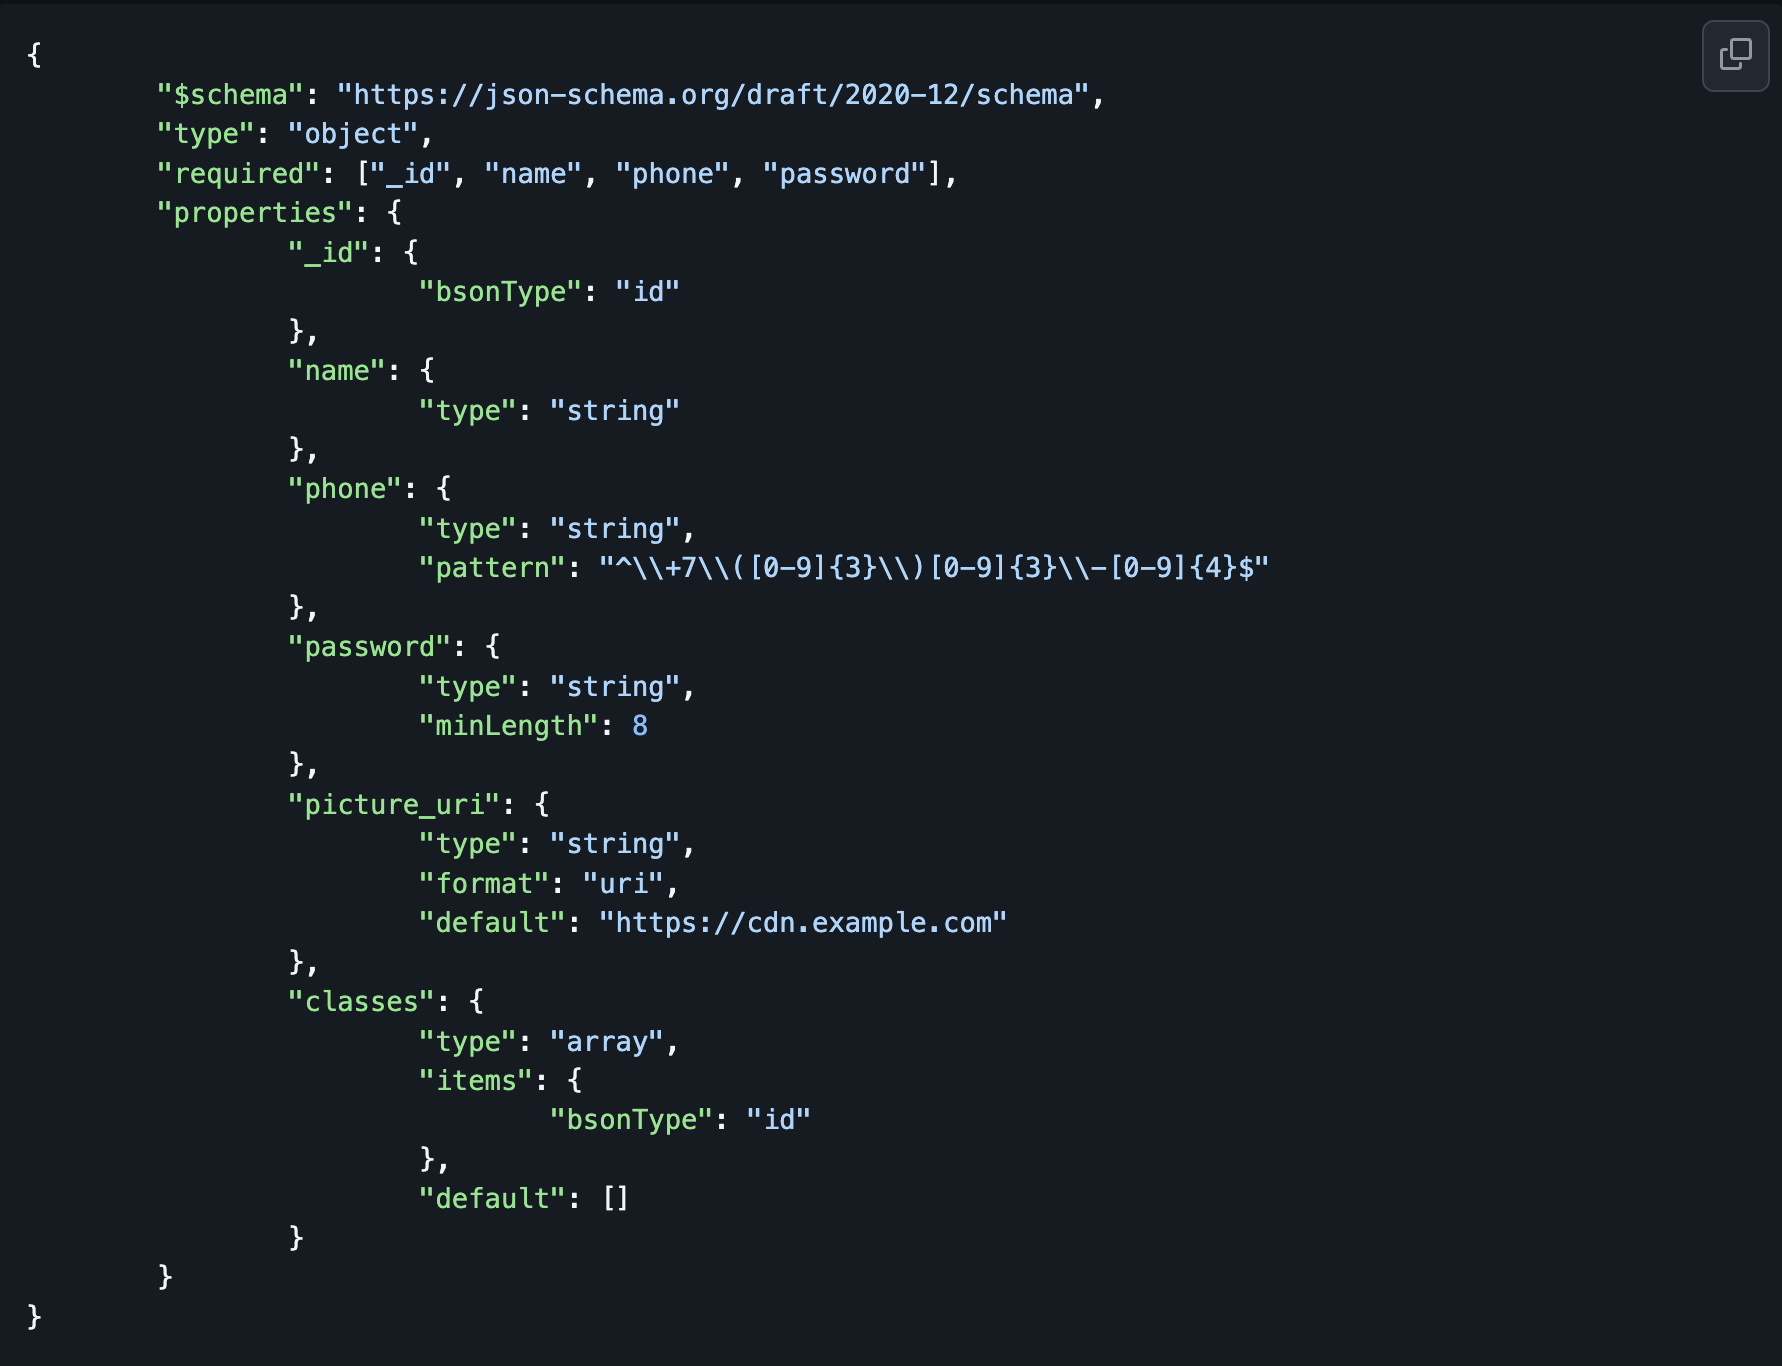 {
"$schema": "https://json-schema.org/draft/2020-12/schema",
"type": "object",
"required": ["_id", "name", "phone", "password"],
"properties": {
"_id": {
"bsonType": "id"
},
"name": {
"type": "string"
},
"phone": {
"type": "string",
"pattern": "^\\+7\\([0-9]{3}\\)[0-9]{3}\\-[0-9]{4}$"
},
"password": {
"type": "string",
"minLength": 8
},
"picture_uri": {
"type": "string",
"format": "uri",
"default": "https://cdn.example.com"
},
"classes": {
"type": "array",
"items": {
"bsonType": "id"
},
"default": []
}
}
}